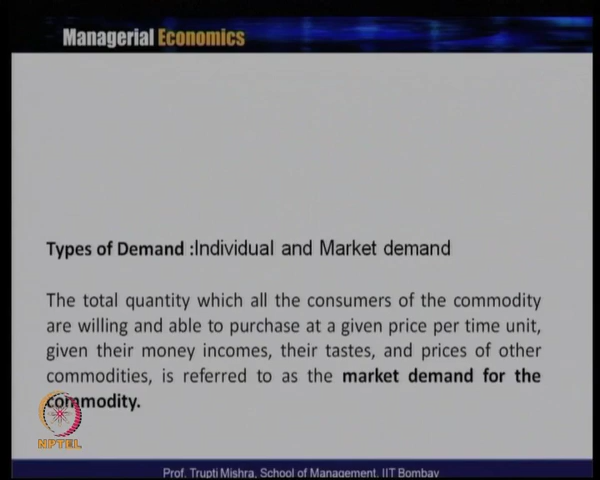 Managerial Economics
Types of Demand :Individual and Market demand
The total quantity which all the consumers of the commodity
are willing and able to purchase at a given price per time unit,
given their money incomes, their tastes, and prices of other
commodities, is referred to as the market demand for the
commodity.
NPTEL
Prof. Trupti Mishra, School of Management, IIT Bombay